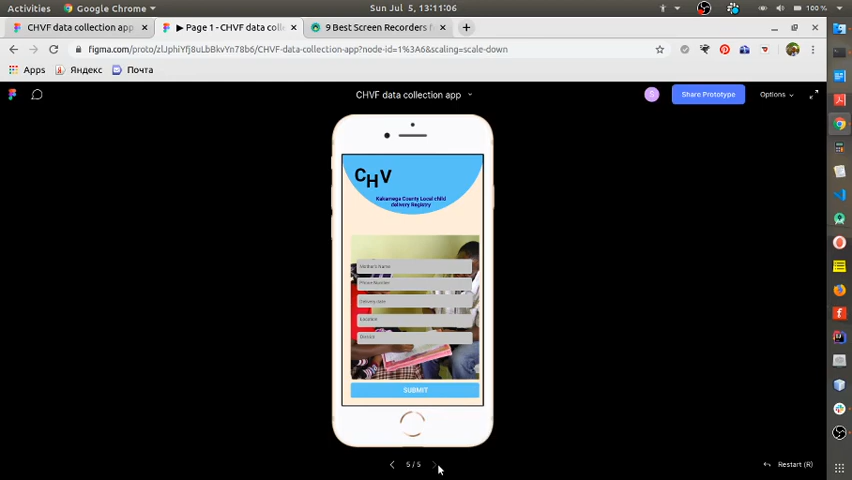 Activities
Google Chrome
Sun Jul 5, 13:11:06
100 %
CHVF data collection app
▶ Page 1 - CHVF data collec
9 Best Screen Recorders f
figma.com/proto/zlJphiYfj8uLbBkvYn78b6/CHVF-data-collection-app?node-id=1%3A6&scaling=scale-down
Apps
Яндекс
Почта
CHVF data collection app
S
Share Prototype
Options
CHV
Kakamega County Local child
delivery Registry
Mother's Name
Phone Number
Delivery date
Location
District
SUBMIT
5 / 5
Restart (R)